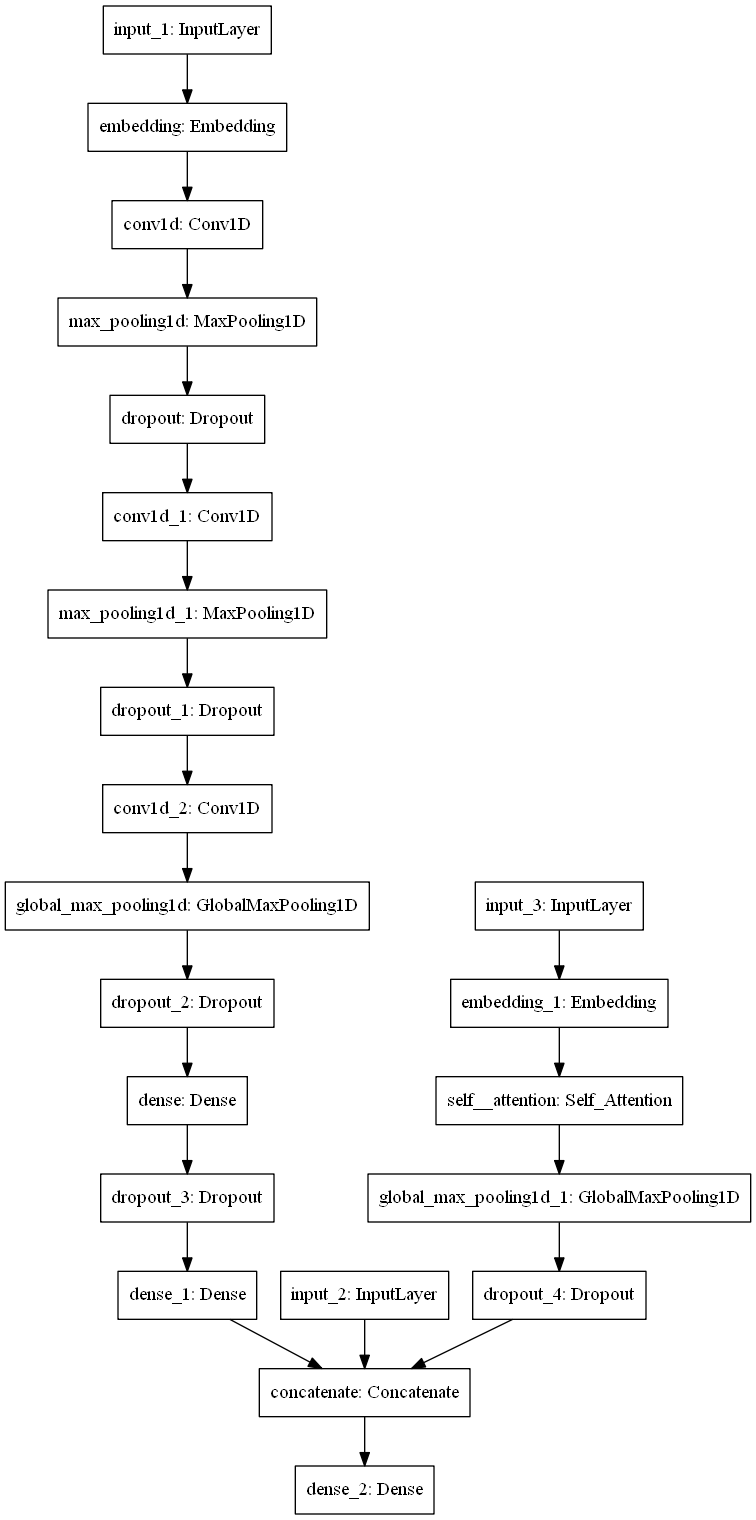 input_1: InputLayer
embedding: Embedding
conv1d: Conv1D
max_pooling1d: MaxPooling1D
dropout: Dropout
conv1d_1: Conv1D
max_pooling1d_1: MaxPooling1D
dropout_1: Dropout
conv1d_2: Conv1D
global_max_pooling1d: GlobalMaxPooling1D
input_3: InputLayer
dropout_2: Dropout
embedding_1: Embedding
dense: Dense
self__attention: Self_Attention
dropout_3: Dropout
global_max_pooling1d_1: GlobalMaxPooling1D
dense_1: Dense
input_2: InputLayer
dropout_4: Dropout
concatenate: Concatenate
dense_2: Dense